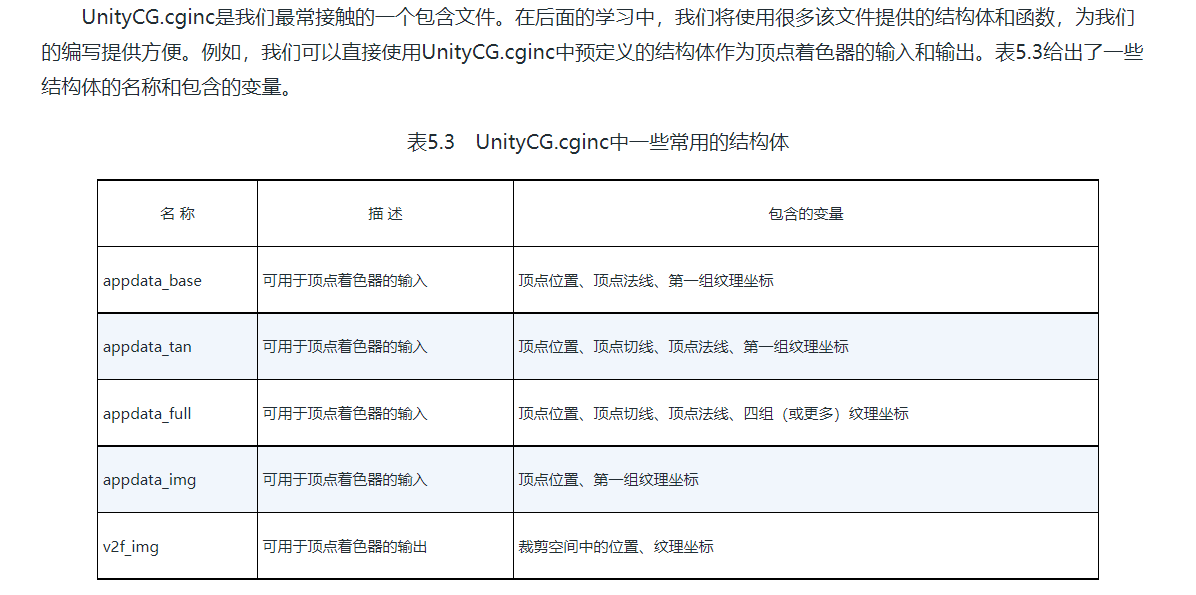 UnityCG.cginc是我们最常接触的一个包含文件。在后面的学习中，我们将使用很多该文件提供的结构体和函数，为我们
的编写提供方便。例如，我们可以直接使用UnityCG.cginc中预定义的结构体作为顶点着色器的输入和输出。表5.3给出了一些
结构体的名称和包含的变量。
表5.3 UnityCG.cginc中一些常用的结构体
名 称 描 述 包含的变量
appdata_base 可用于顶点着色器的输入 顶点位置、顶点法线、第一组纹理坐标
appdata_tan 可用于顶点着色器的输入 顶点位置、顶点切线、顶点法线、第一组纹理坐标
appdata_full 可用于顶点着色器的输入 顶点位置、顶点切线、顶点法线、四组（或更多）纹理坐标
appdata_img 可用于顶点着色器的输入 顶点位置、第一组纹理坐标
v2f_img 可用于顶点着色器的输出 裁剪空间中的位置、纹理坐标